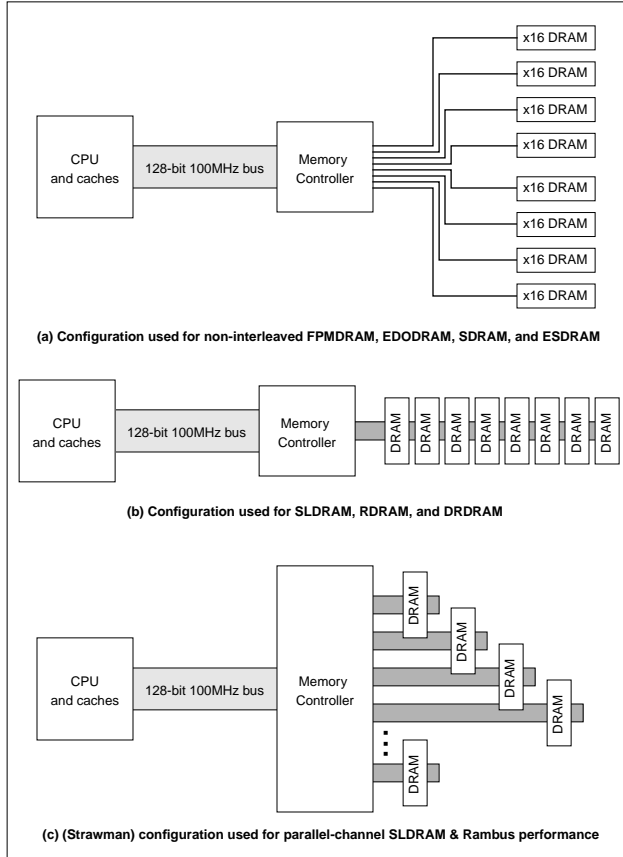 x16 DRAM
x16 DRAM
x16 DRAM
x16 DRAM
x16 DRAM
x16 DRAM
x16 DRAM
x16 DRAM
CPU
and caches
128-bit 100MHz bus
Memory
Controller
(a) Configuration used for non-interleaved FPMDRAM, EDODRAM, SDRAM, and ESDRAM
CPU
and caches
128-bit 100MHz bus
Memory
Controller
DRAM
DRAM
DRAM
DRAM
DRAM
DRAM
DRAM
DRAM
(b) Configuration used for SLDRAM, RDRAM, and DRDRAM
CPU
and caches
128-bit 100MHz bus
Memory
Controller
DRAM
DRAM
DRAM
DRAM
DRAM
(c) (Strawman) configuration used for parallel-channel SLDRAM & Rambus performance